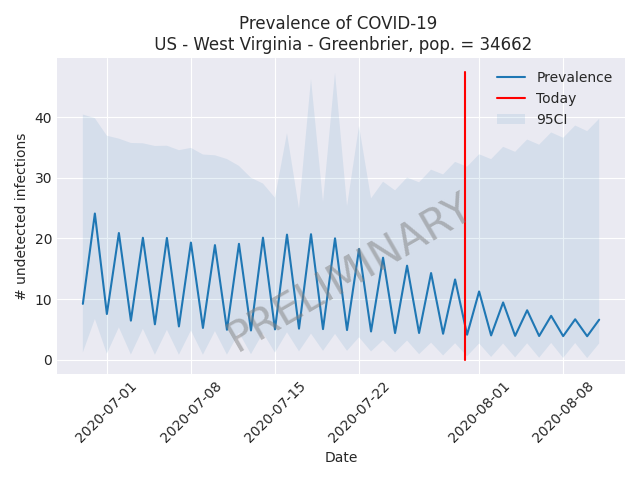 Prevalence of COVID-19
US - West Virginia - Greenbrier, pop. = 34662
# undetected infections
40
30
20
10
0
Prevalence
Today
95CI
PRELIMINARY
2020-07-01
2020-07-08
2020-07-15
2020-07-22
2020-08-01
2020-08-08
Date